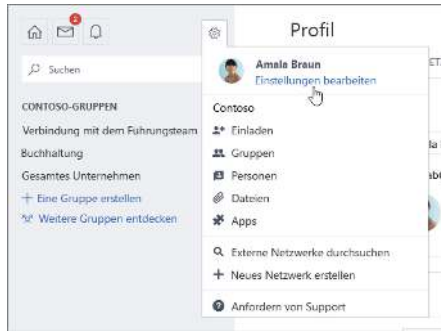 2
Profil
Suchen
Amala Braun
Einstellungen bearbeiten
CONTOSO-GRUPPEN
Verbindung mit dem Führungsteam
Buchhaltung
Gesamtes Unternehmen
+ Eine Gruppe erstellen
Weitere Gruppen entdecken
Contoso
Einladen
Gruppen
Personen
Dateien
Apps
Externe Netzwerke durchsuchen
+ Neues Netzwerk erstellen
Anfordern von Support